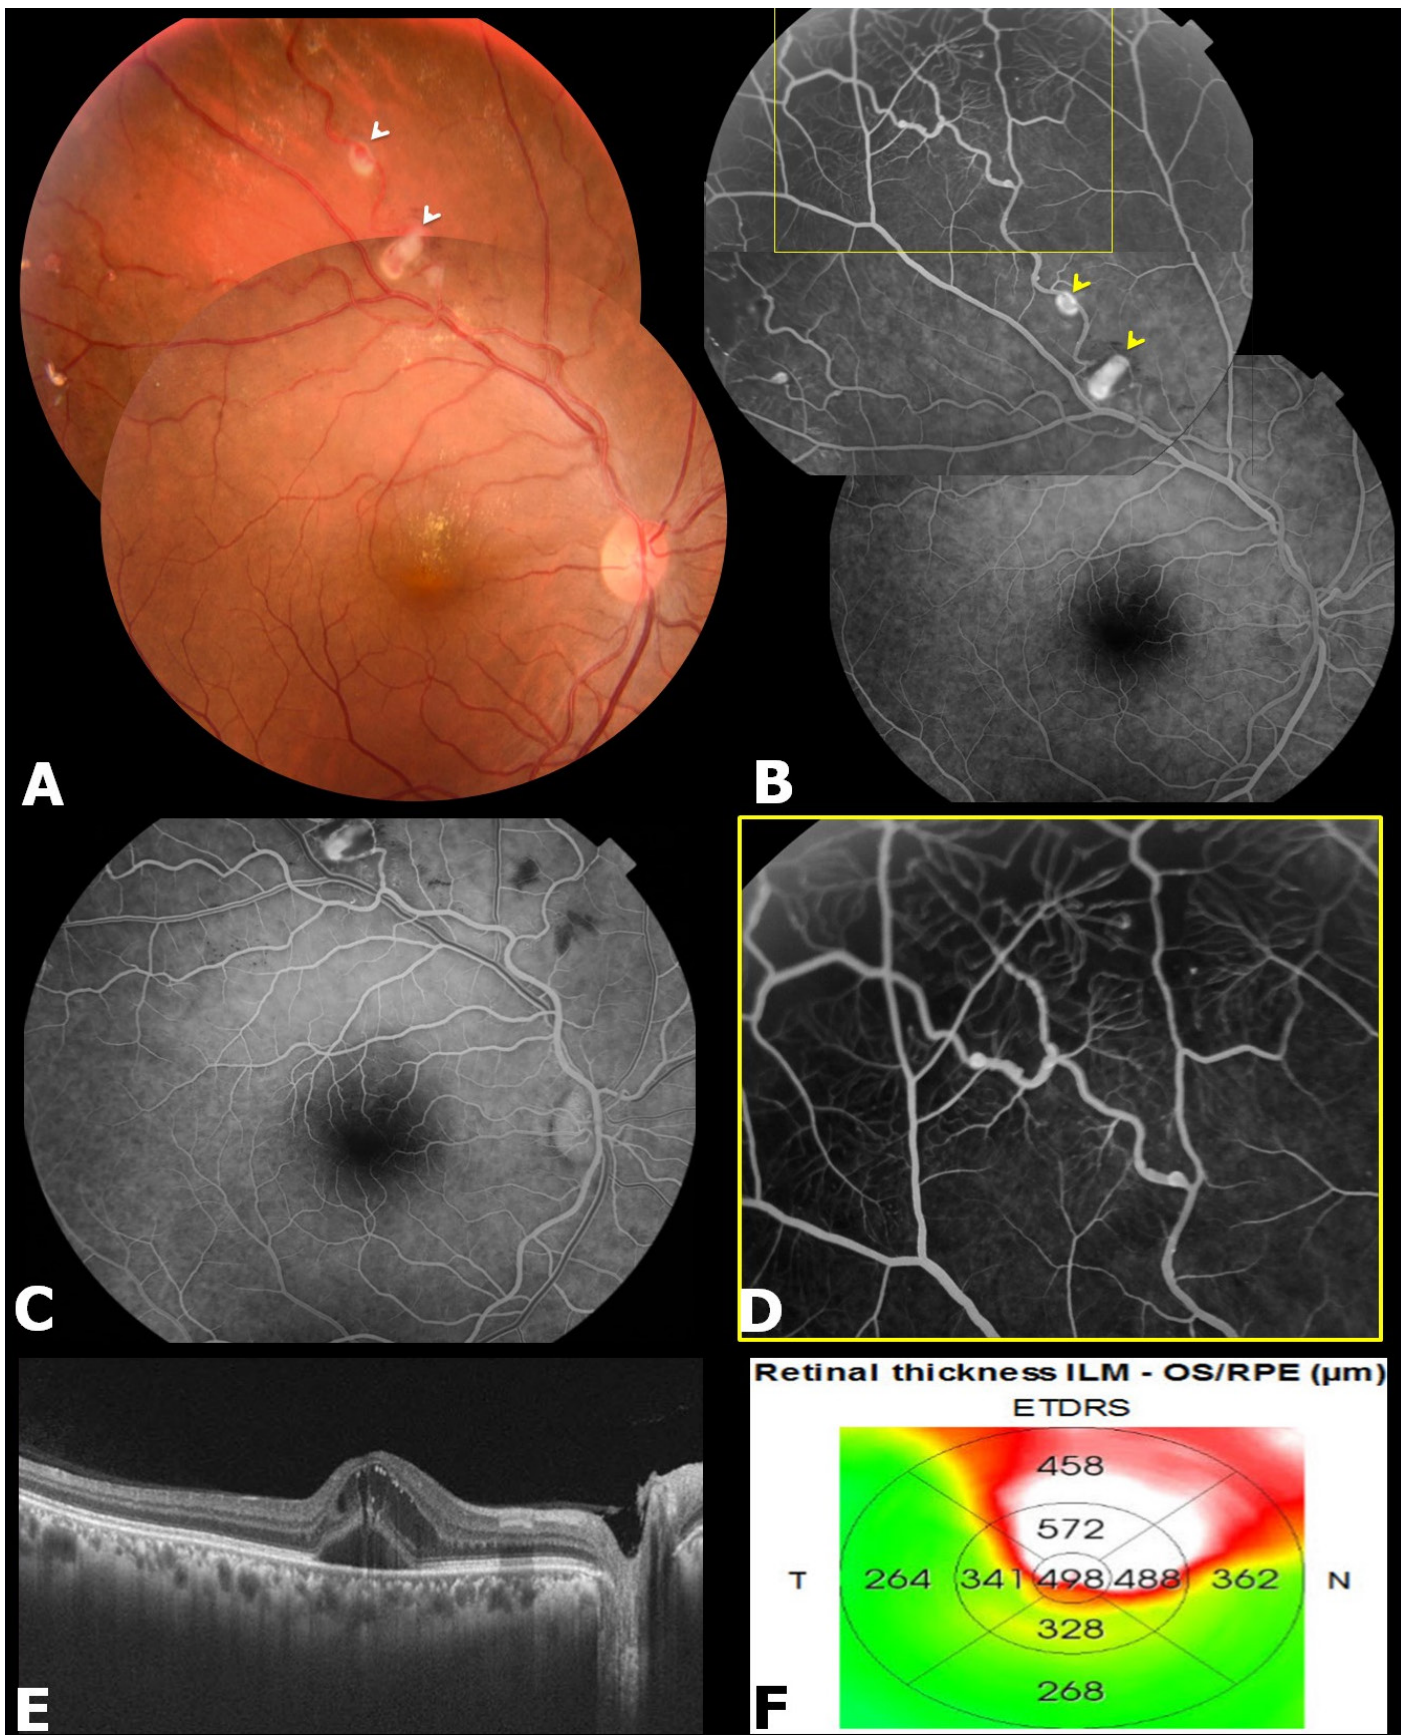 A
B
C
D
E
Retinal thickness ILM - OS/RPE (µm)
ETDRS
458
572
T 264 341 498 488 362 N
328
268
F